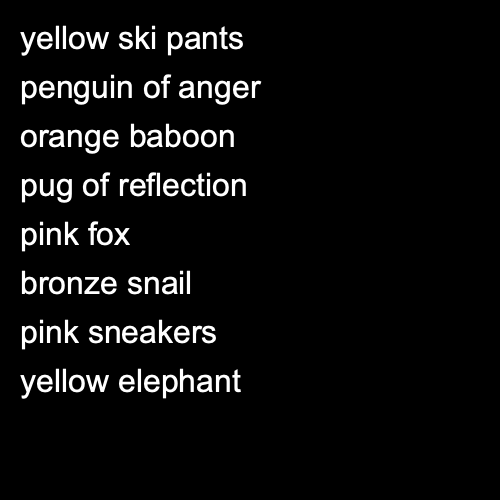 yellow ski pants
penguin of anger
orange baboon
pug of reflection
pink fox
bronze snail
pink sneakers
yellow elephant